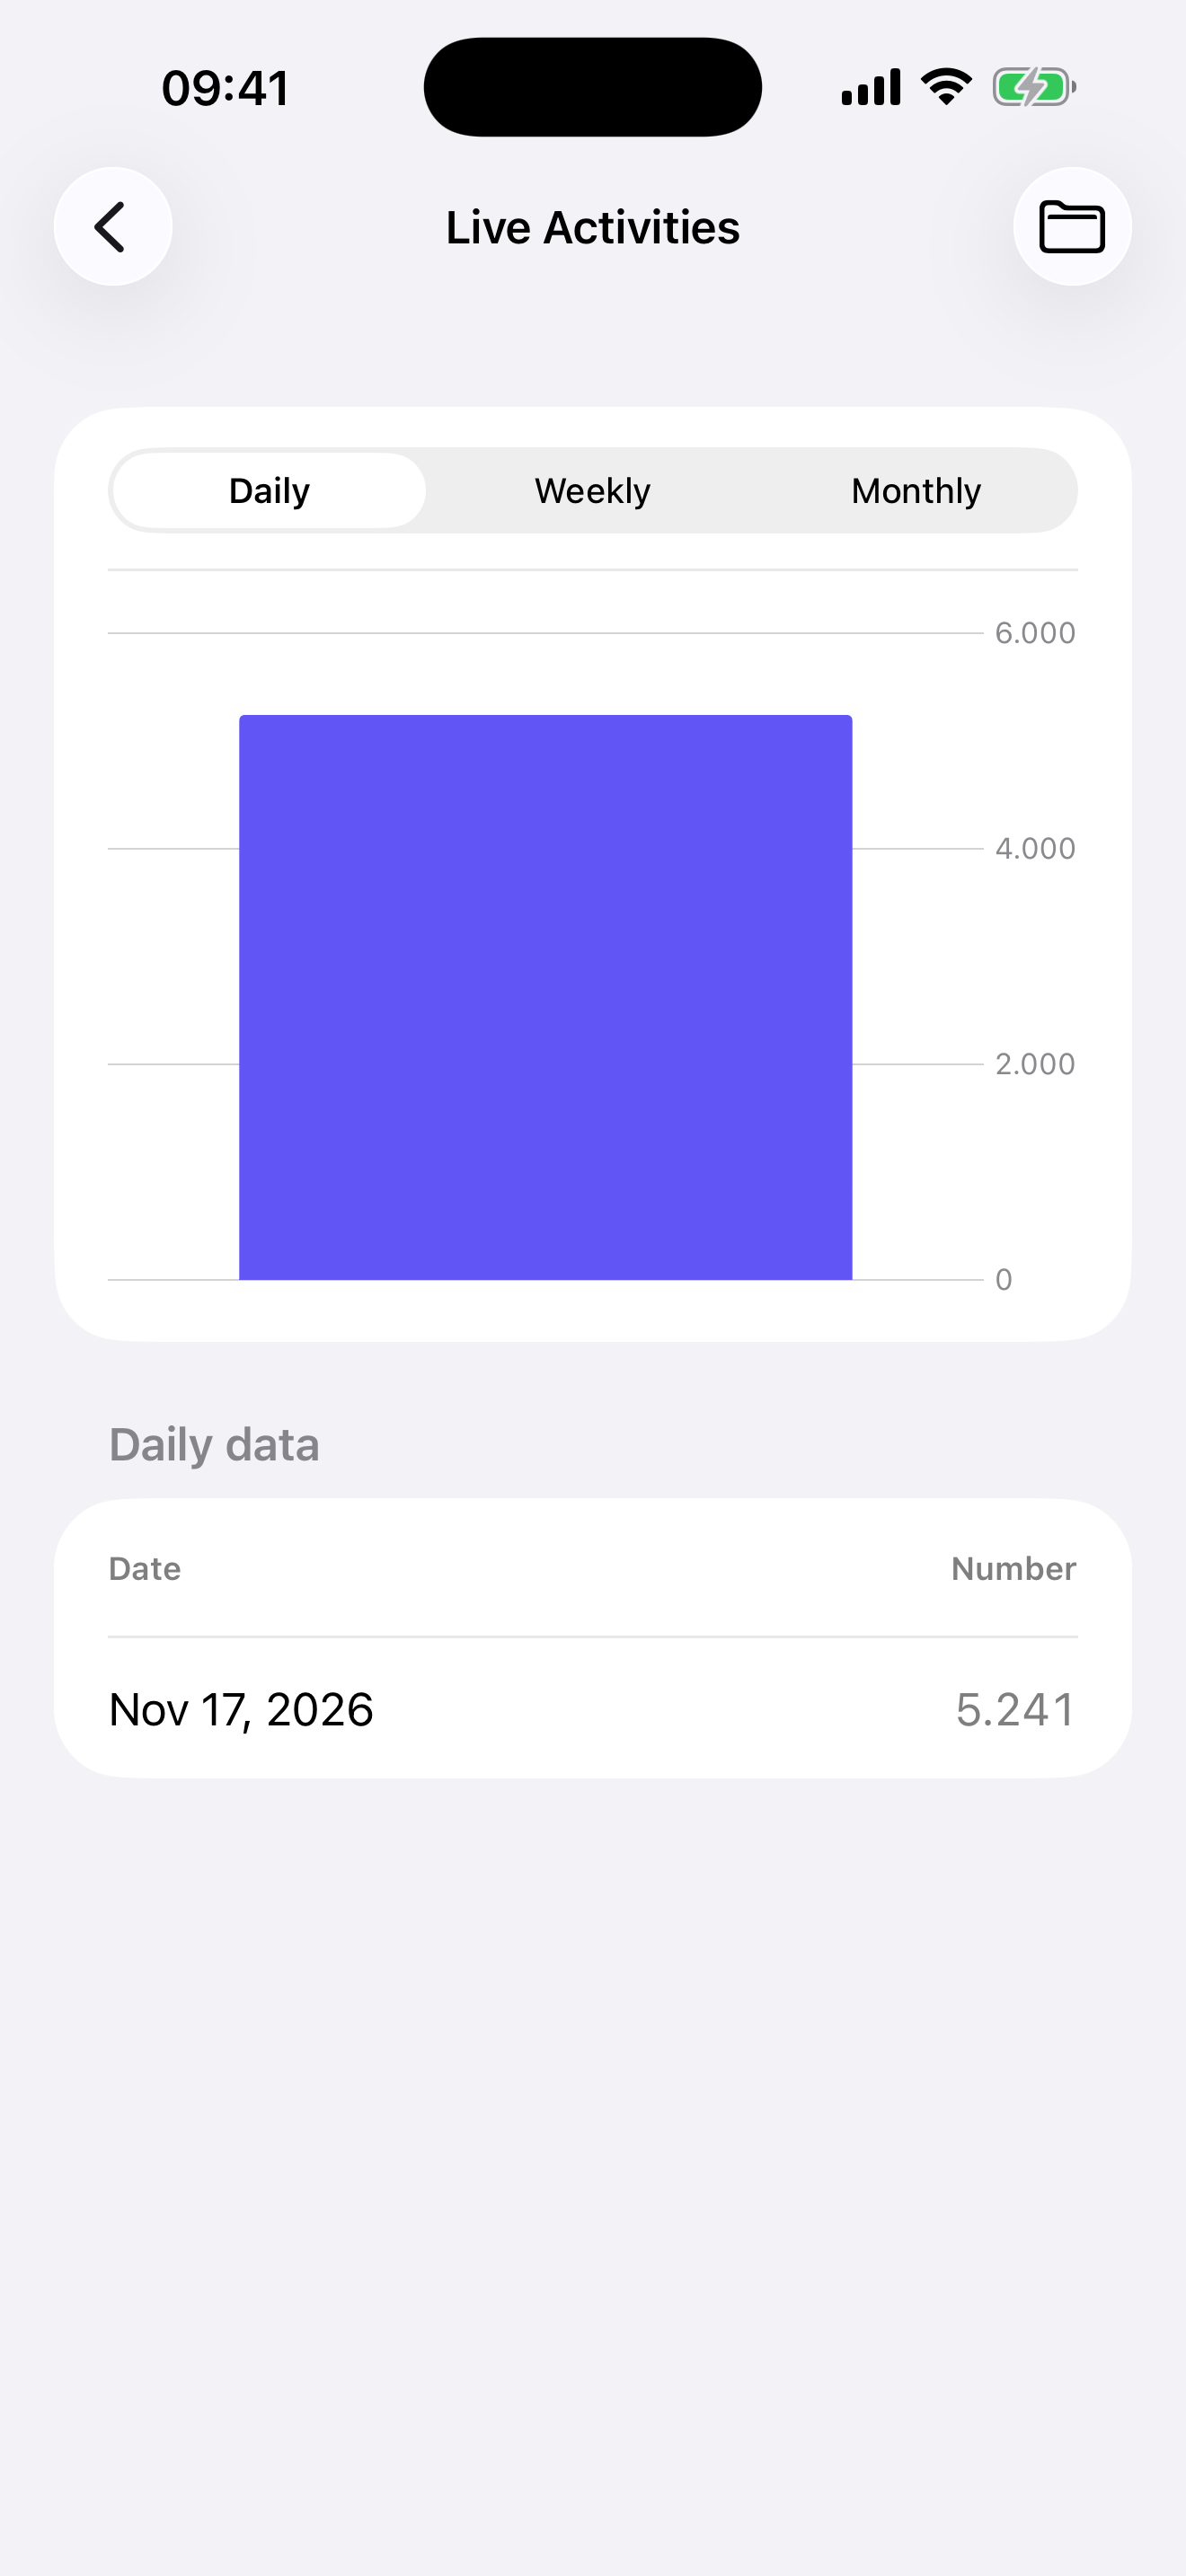 09:41
Live Activities
Daily Weekly Monthly
6.000
4.000
2.000
0
Daily data
Date Number
Nov 17, 2026 5.241